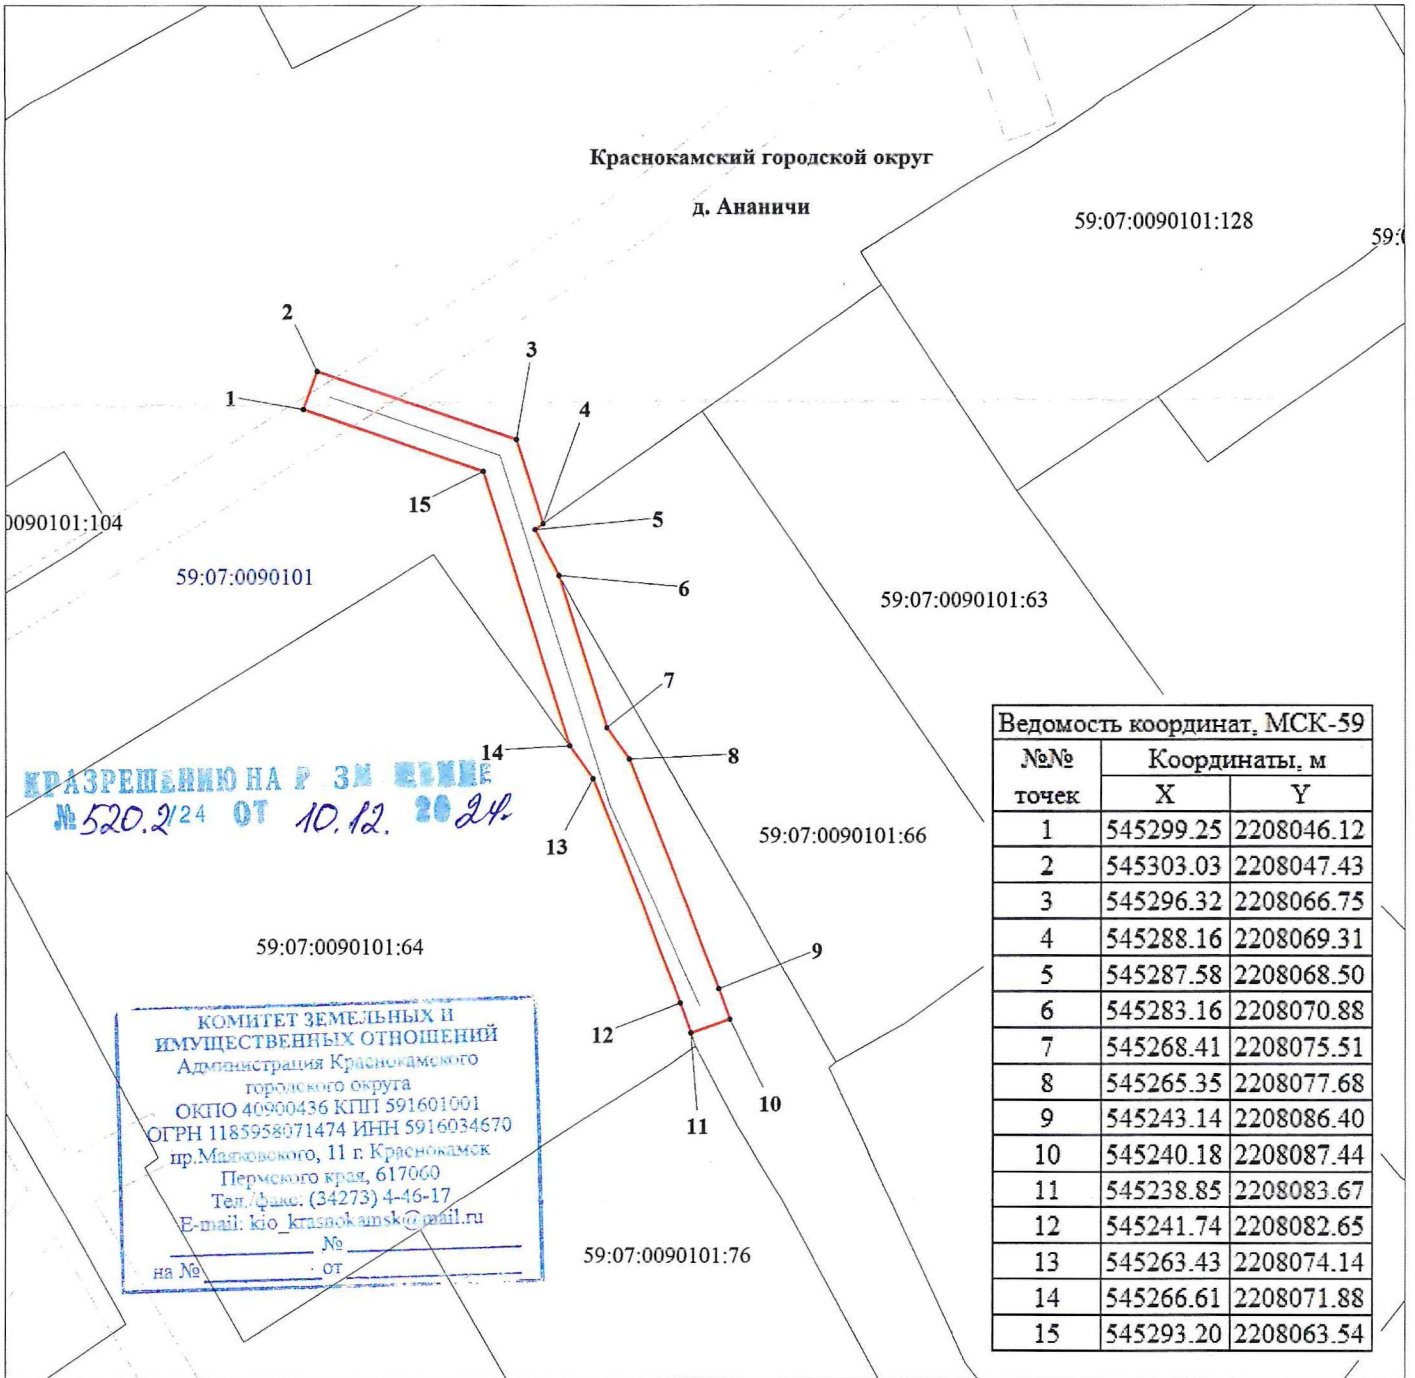 Краснокамский городской округ
д. Ананичи
59:07:0090101:128
2
3
1
4
15
5
0090101:104
59:07:0090101
6
59:07:0090101:63
7
14
8
КРАЗРЕШЕНИЮ НА
№ 520.2/24 ОТ 10.12. 2024.
13
59:07:0090101:66
59:07:0090101:64
9
12
10
11
59:07:0090101:76
КОМИТЕТ ЗЕМЕЛЬНЫХ И
ИМУЩЕСТВЕННЫХ ОТНОШЕНИЙ
Администрация Краснокамского
городского округа
ОКПО 40900436 КПП 591601001
ОГРН 1185958071474 ИНН 5916034670
пр.Маяковского, 11 г. Краснокамск
Пермского края, 617060
Тел./факс: (34273) 4-46-17
E-mail: kio_krasnokamsk@mail.ru
№
на № от
Ведомость координат, МСК-59
№№ точек Координаты, м
X Y
1 545299.25 2208046.12
2 545303.03 2208047.43
3 545296.32 2208066.75
4 545288.16 2208069.31
5 545287.58 2208068.50
6 545283.16 2208070.88
7 545268.41 2208075.51
8 545265.35 2208077.68
9 545243.14 2208086.40
10 545240.18 2208087.44
11 545238.85 2208083.67
12 545241.74 2208082.65
13 545263.43 2208074.14
14 545266.61 2208071.88
15 545293.20 2208063.54